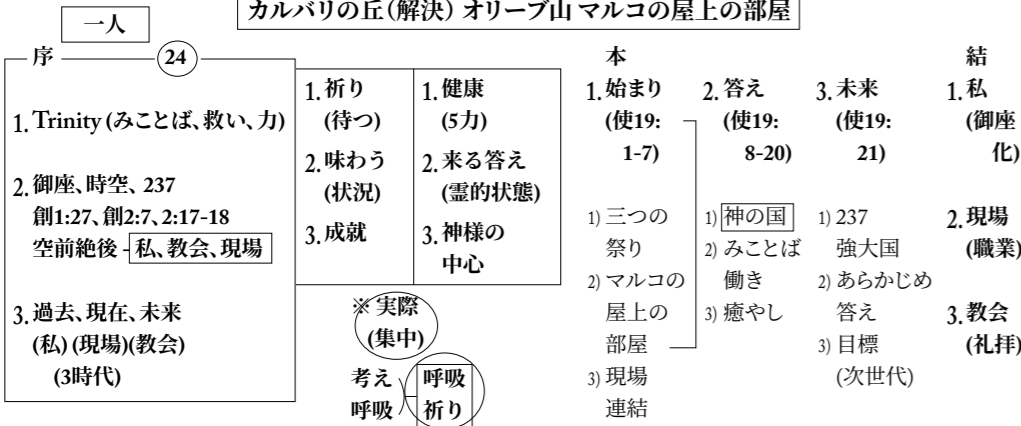 カルバリの丘(解決) オリーブ山 マルコの屋上の部屋
一人
序 24
1. Trinity (みことば、救い、力)
2. 御座、時空、237
創1:27、創2:7、2:17-18
空前絶後 - 私、教会、現場
3. 過去、現在、未来
(私) (現場)(教会)
(3時代)
1. 祈り
(待つ)
2. 味わう
(状況)
3. 成就
1. 健康
(5力)
2. 来る答え
(霊的状態)
3. 神様の
中心
※ 実際
(集中)
考え
呼吸
呼吸
祈り
本
1. 始まり
(使19:
1-7)
1) 三つの
祭り
2) マルコの
屋上の
部屋
3) 現場
連結
2. 答え
(使19:
8-20)
1) 神の国
2) みことば
働き
3) 癒やし
3. 未来
(使19:
21)
1) 237
強大国
2) あらかじめ
答え
3) 目標
(次世代)
結
1. 私
(御座
化)
2. 現場
(職業)
3. 教会
(礼拝)